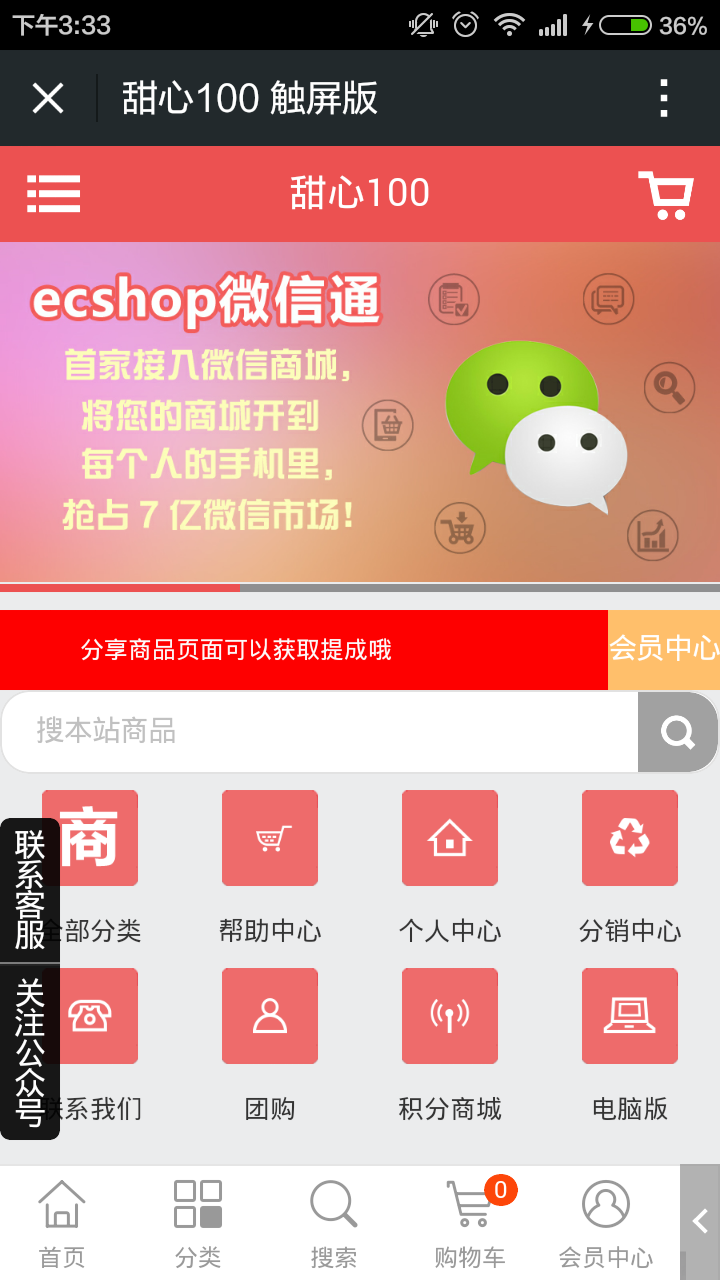 下午3:33
36%
甜心100 触屏版
甜心100
ecshop微信通
首家接入微信商城，
将您的商城开到
每个人的手机里，
抢占 7 亿微信市场！
分享商品页面可以获取提成哦
会员中心
搜本站商品
商
联系客服
全部分类
帮助中心
个人中心
分销中心
关注公众号
联系我们
团购
积分商城
电脑版
0
首页
分类
搜索
购物车
会员中心